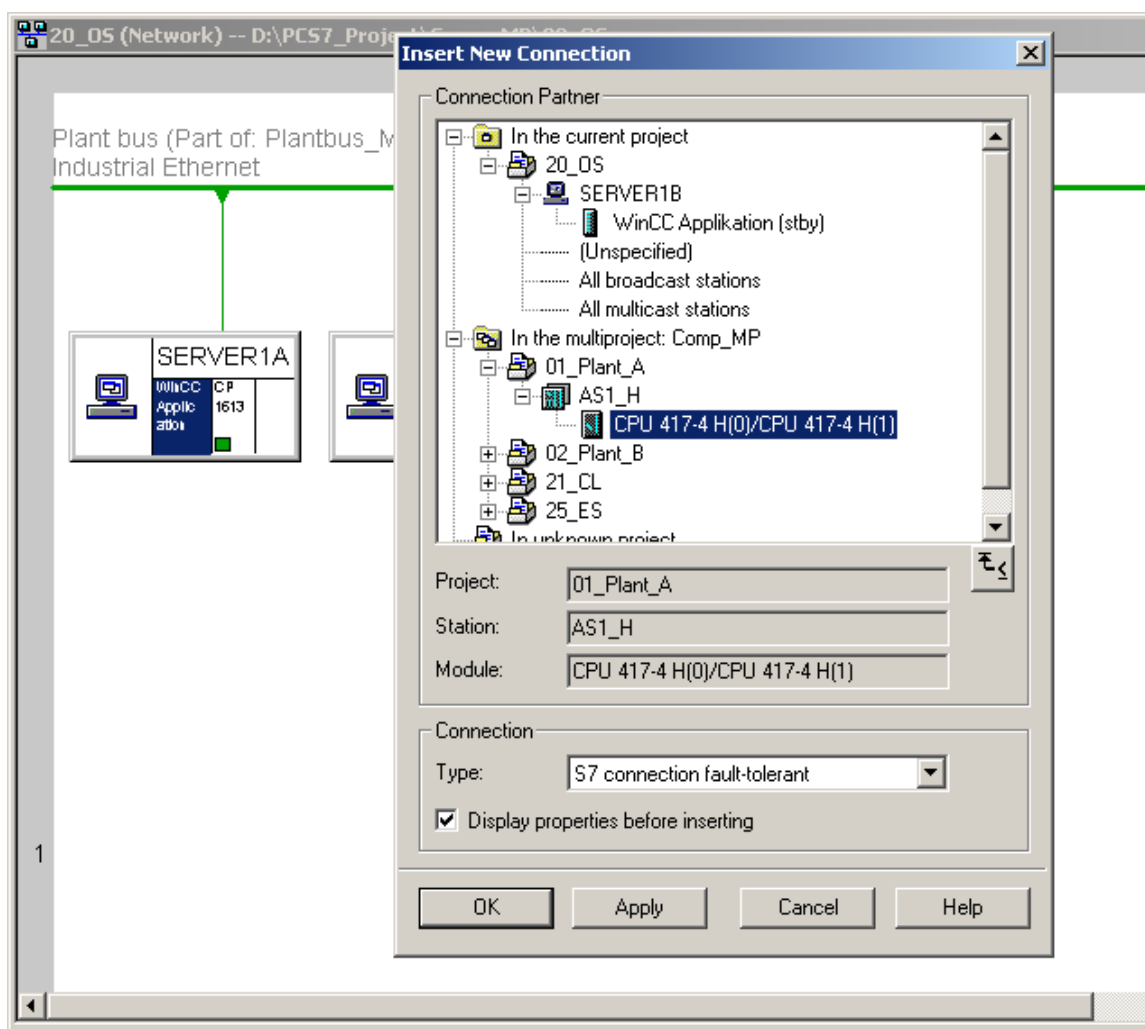 20_OS (Network) -- D:\PCS7_Proje
Insert New Connection
Plant bus (Part of: Plantbus_M
Industrial Ethernet
SERVER1A
WinCC
Applic
ation
CP
1613
1
Connection Partner
In the current project
20_OS
SERVER1B
WinCC Applikation (stby)
(Unspecified)
All broadcast stations
All multicast stations
In the multiproject: Comp_MP
01_Plant_A
AS1_H
CPU 417-4 H(0)/CPU 417-4 H(1)
02_Plant_B
21_CL
25_ES
In unknown project
Project: 01_Plant_A
Station: AS1_H
Module: CPU 417-4 H(0)/CPU 417-4 H(1)
Connection
Type: S7 connection fault-tolerant
Display properties before inserting
OK Apply Cancel Help